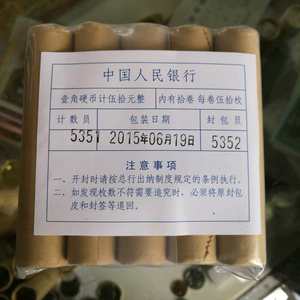 中国人民银行
壹角硬币计伍拾元整 内有拾卷 每卷伍拾枚
计数员 包装日期 封包员
5351 2015年06月19日 5352
注意事项
一、开封时请按总行出纳制度规定的条例执行。
二、如发现枚数不符需要追究时，必须将原封包
皮和封签等退回。